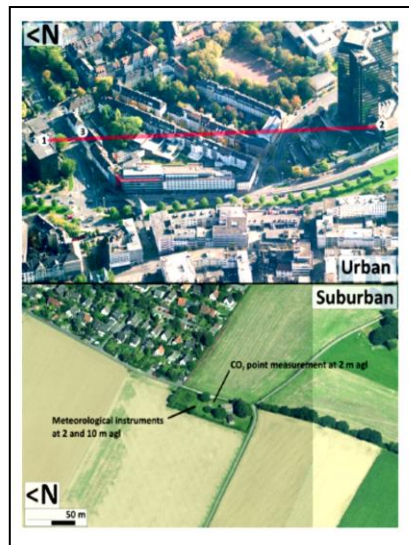 <N
1
3
2
Urban
Suburban
CO₂ point measurement at 2 m agl
Meteorological instruments
at 2 and 10 m agl
<N
50 m